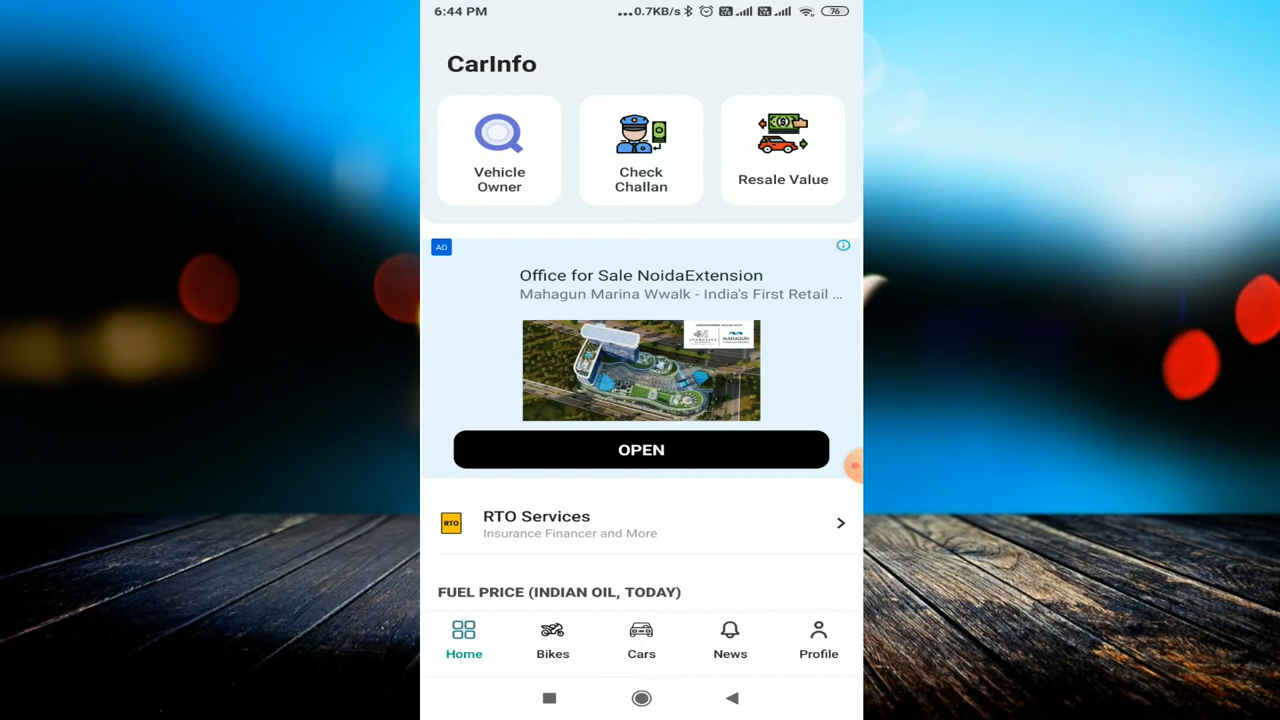 6:44 PM
...0.7KB/s
76
CarInfo
Vehicle
Owner
Check
Challan
Resale Value
AD
Office for Sale NoidaExtension
Mahagun Marina Wwalk - India's First Retail ...
MAHAGUN
OPEN
RTO
RTO Services
Insurance Financer and More
FUEL PRICE (INDIAN OIL, TODAY)
Home
Bikes
Cars
News
Profile